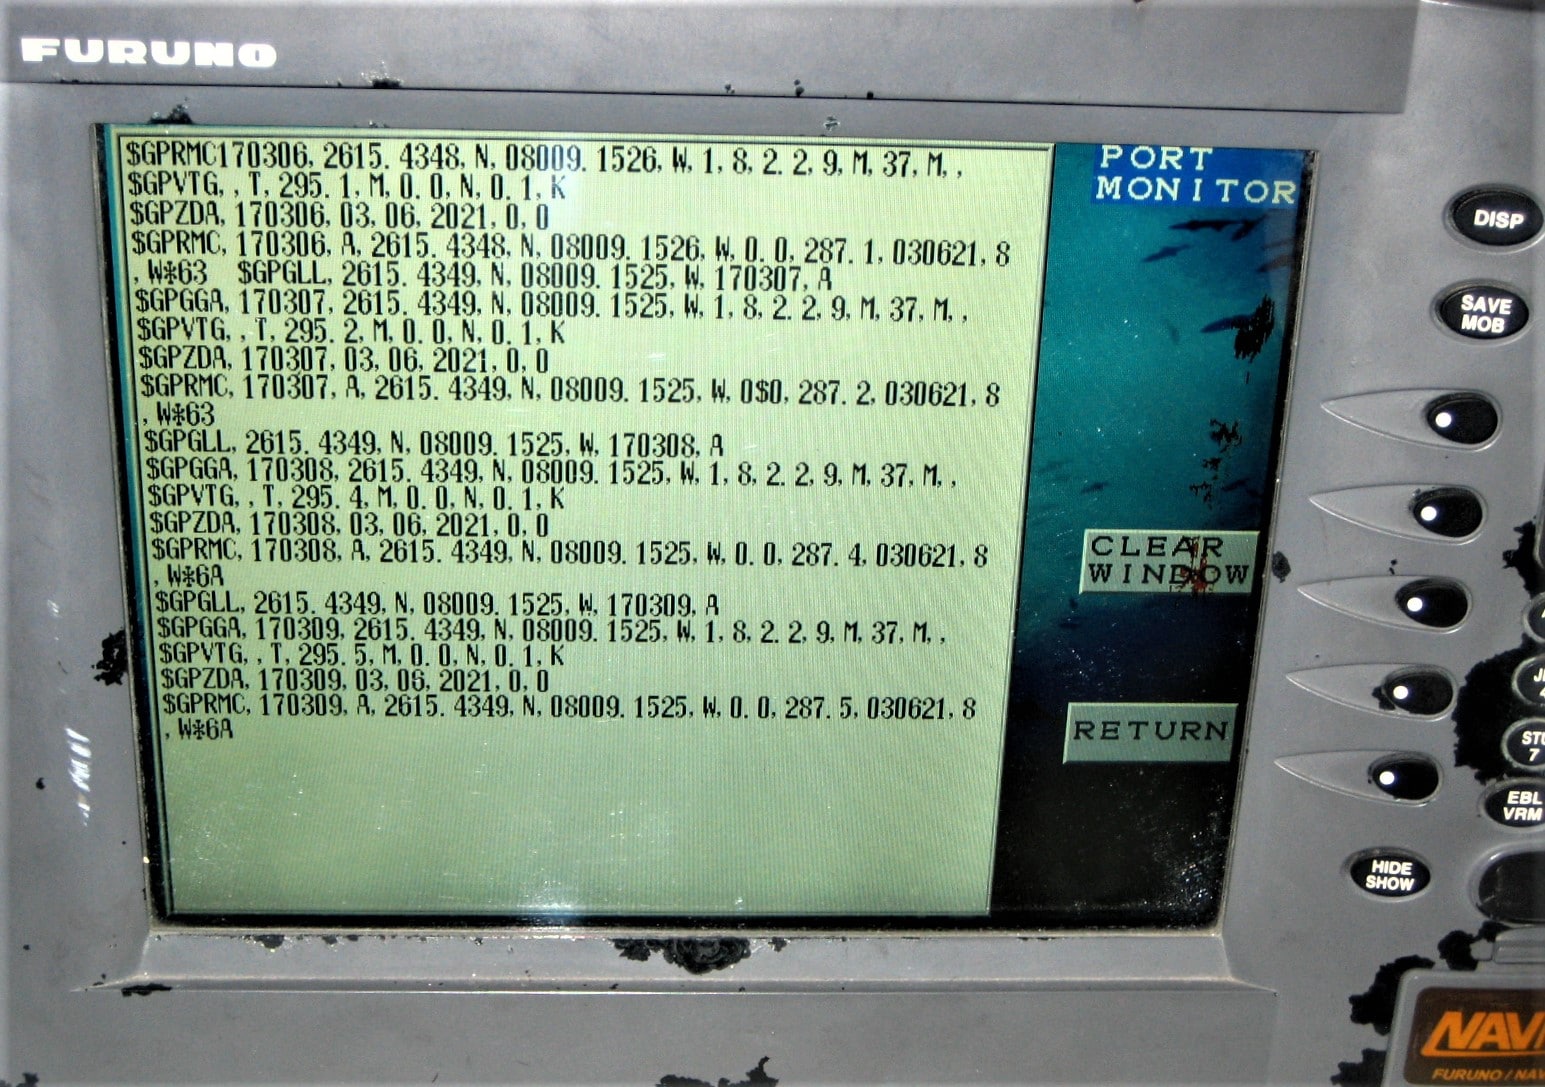 FURUNO
$GPRMC170306, 2615. 4348, N, 08009. 1526, W, 1, 8, 2. 2, 9, M, 37, M, ,
$GPVTG, , T, 295. 1, M, 0. 0, N, 0. 1, K
$GPZDA, 170306, 03, 06, 2021, 0, 0
$GPRMC, 170306, A, 2615. 4348, N, 08009. 1526, W, 0. 0, 287. 1, 030621, 8
, W*63 $GPGLL, 2615. 4349, N, 08009. 1525, W, 170307, A
$GPGGA, 170307, 2615. 4349, N, 08009. 1525, W, 1, 8, 2. 2, 9, M, 37, M, ,
$GPVTG, , T, 295. 2, M, 0. 0, N, 0. 1, K
$GPZDA, 170307, 03, 06, 2021, 0, 0
$GPRMC, 170307, A, 2615. 4349, N, 08009. 1525, W, 0$0, 287. 2, 030621, 8
, W*63
$GPGLL, 2615. 4349, N, 08009. 1525, W, 170308, A
$GPGGA, 170308, 2615. 4349, N, 08009. 1525, W, 1, 8, 2. 2, 9, M, 37, M, ,
$GPVTG, , T, 295. 4, M, 0. 0, N, 0. 1, K
$GPZDA, 170308, 03, 06, 2021, 0, 0
$GPRMC, 170308, A, 2615. 4349, N, 08009. 1525, W, 0. 0, 287. 4, 030621, 8
, W*6A
$GPGLL, 2615. 4349, N, 08009. 1525, W, 170309, A
$GPGGA, 170309, 2615. 4349, N, 08009. 1525, W, 1, 8, 2. 2, 9, M, 37, M, ,
$GPVTG, , T, 295. 5, M, 0. 0, N, 0. 1, K
$GPZDA, 170309, 03, 06, 2021, 0, 0
$GPRMC, 170309, A, 2615. 4349, N, 08009. 1525, W, 0. 0, 287. 5, 030621, 8
, W*6A
PORT
MONITOR
CLEAR
WINDOW
RETURN
DISP
SAVE
MOB
7
EBL
VRM
HIDE
SHOW
NAV
FURUNO / NAV